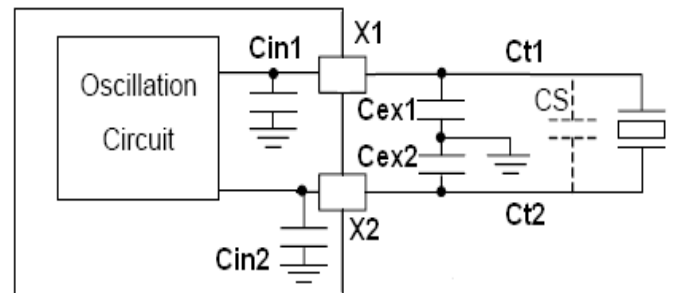 X1
Cin1
Ct1
Oscillation
Circuit
Cex1
CS
Cex2
X2
Ct2
Cin2